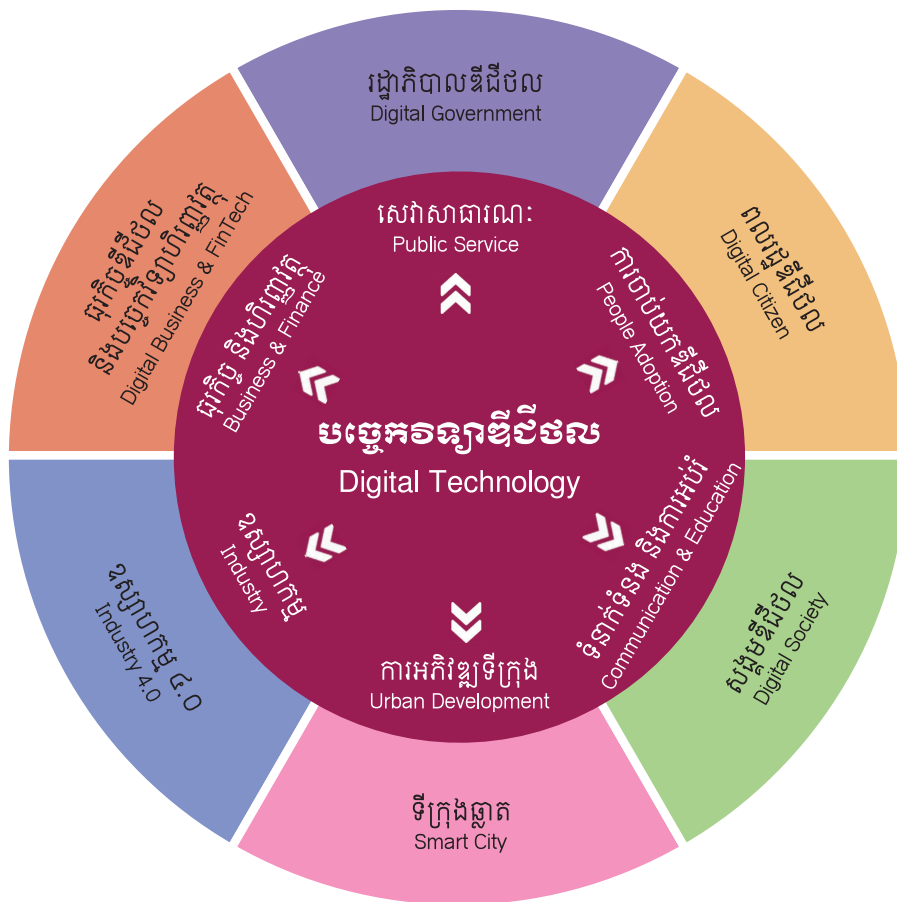 រដ្ឋាភិបាលឌីជីថល
Digital Government
ពលរដ្ឋឌីជីថល
Digital Citizen
សង្គមឌីជីថល
Digital Society
ទីក្រុងឆ្លាត
Smart City
ឧស្សាហកម្ម ៤.០
Industry 4.0
ធុរកិច្ចឌីជីថល
និងបច្ចេកវិទ្យាហិរញ្ញវត្ថុ
Digital Business & FinTech
សេវាសាធារណៈ
Public Service
ការចាប់យកឌីជីថល
People Adoption
ទំនាក់ទំនង និងការអប់រំ
Communication & Education
ការអភិវឌ្ឍទីក្រុង
Urban Development
ឧស្សាហកម្ម
Industry
ធុរកិច្ច និងហិរញ្ញវត្ថុ
Business & Finance
បច្ចេកវិទ្យាឌីជីថល
Digital Technology